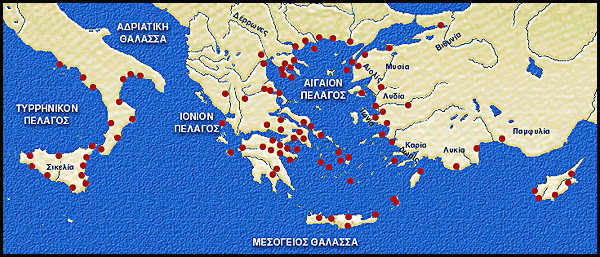 ΑΔΡΙΑΤΙΚΗ
ΘΑΛΑΣΣΑ
Δέρρωνες
Βιθυνία
Μυσία
Αιολίς
ΑΙΓΑΙΟΝ
ΠΕΛΑΓΟΣ
Λυδία
ΤΥΡΡΗΝΙΚΟΝ
ΠΕΛΑΓΟΣ
ΙΟΝΙΟΝ
ΠΕΛΑΓΟΣ
Ιωνία
Παμφυλία
Καρία
Λυκία
Δωρίς
Σικελία
ΜΕΣΟΓΕΙΟΣ ΘΑΛΑΣΣΑ